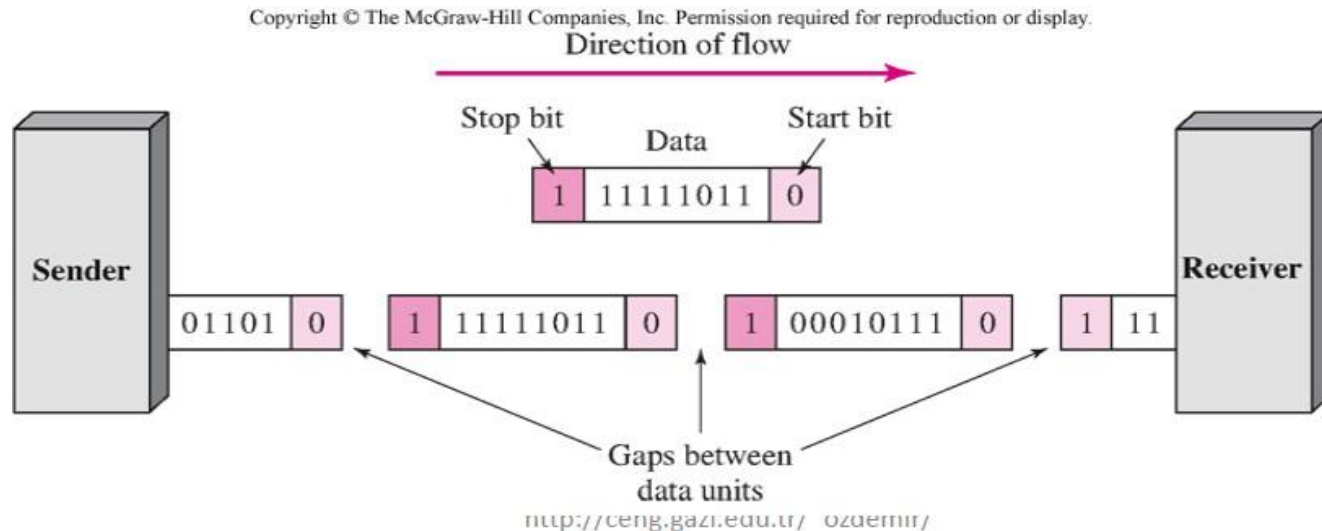 Copyright © The McGraw-Hill Companies, Inc. Permission required for reproduction or display.
Direction of flow
Stop bit
Data
Start bit
1 11111011 0
Sender
Receiver
01101 0
1 11111011 0
1 00010111 0
1 11
Gaps between
data units